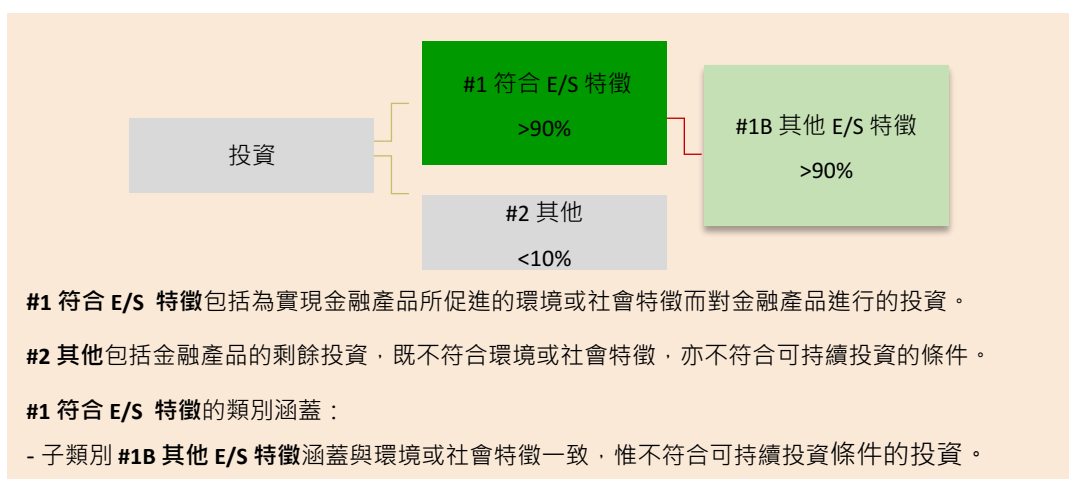 #1 符合 E/S 特徵
>90%
#1B 其他 E/S 特徵
>90%
投資
#2 其他
<10%
#1 符合 E/S 特徵包括為實現金融產品所促進的環境或社會特徵而對金融產品進行的投資。
#2 其他包括金融產品的剩餘投資，既不符合環境或社會特徵，亦不符合可持續投資的條件。
#1 符合 E/S 特徵的類別涵蓋：
- 子類別 #1B 其他 E/S 特徵涵蓋與環境或社會特徵一致，惟不符合可持續投資條件的投資。